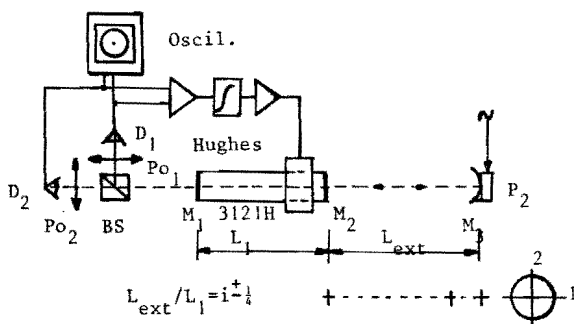 Oscil.
D1
Hughes
Po1
D2
Po2
BS
M1
3121H
M2
M3
P2
L1
Lext
Lext/L1=i±¼
2
1